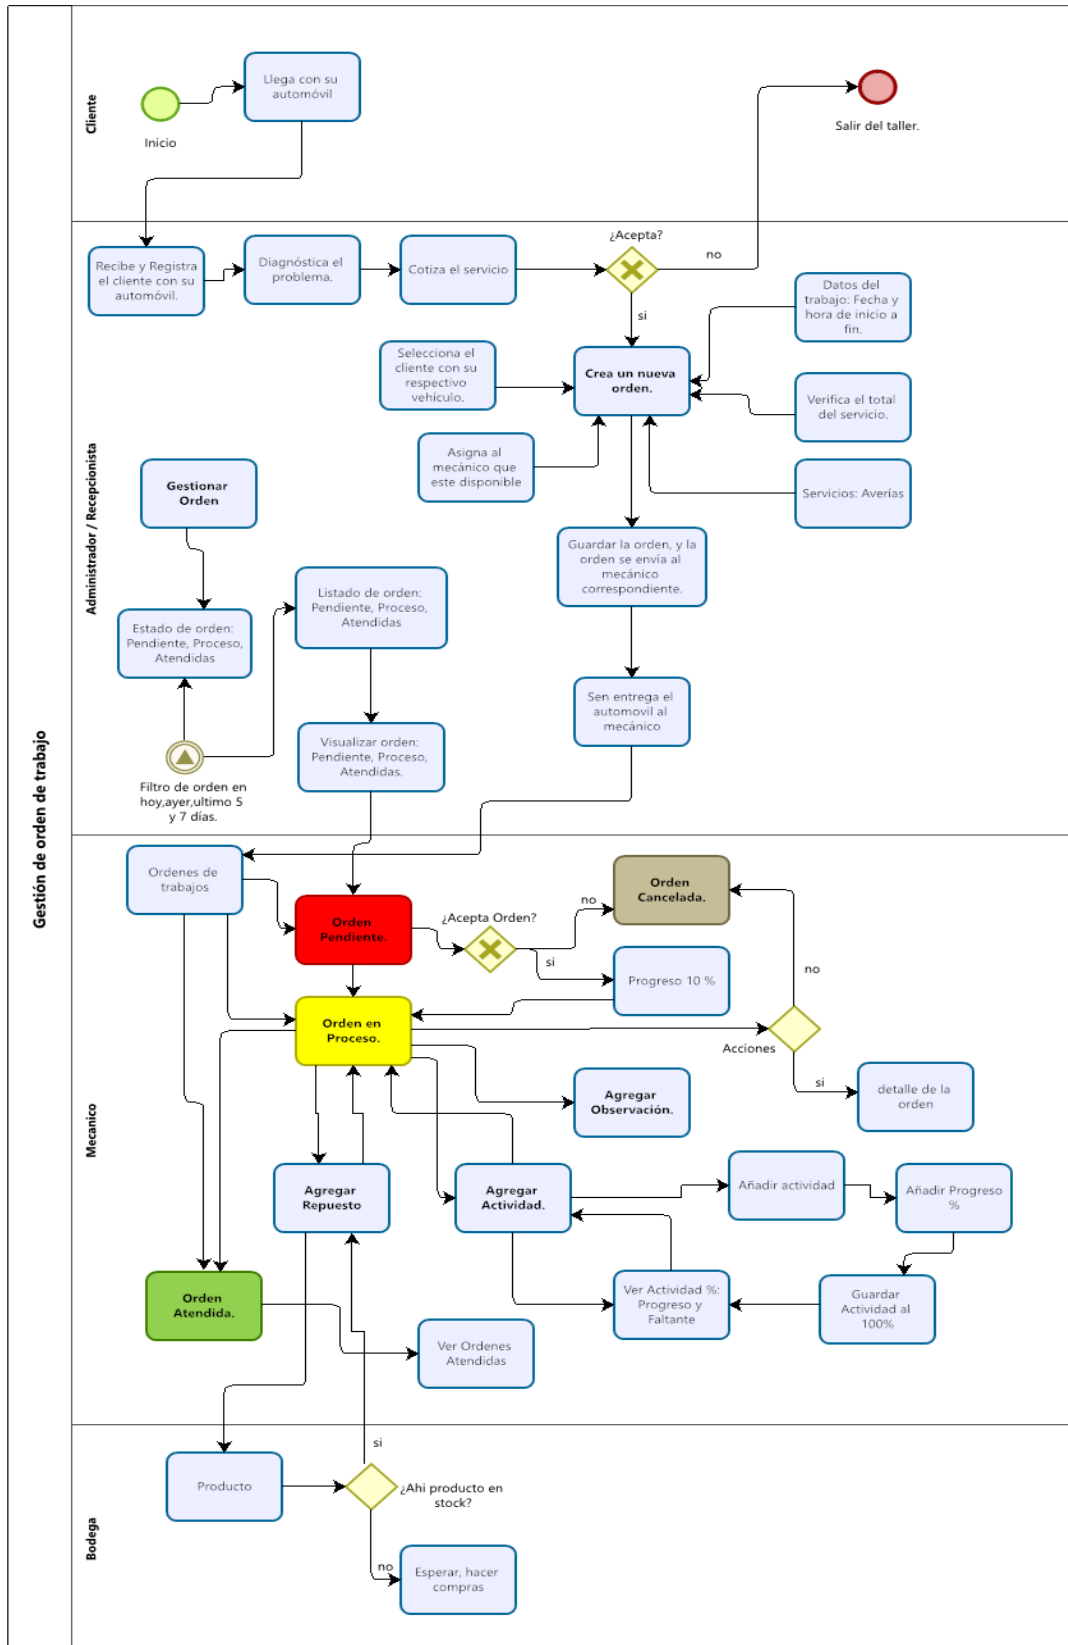 Gestión de orden de trabajo
Cliente
Inicio
Llega con su
automóvil
Salir del taller.
Administrador / Recepcionista
Recibe y Registra
el cliente con su
automóvil.
Diagnóstica el
problema.
Cotiza el servicio
¿Acepta?
no
si
Datos del
trabajo: Fecha y
hora de inicio a
fin.
Selecciona el
cliente con su
respectivo
vehículo.
Crea un nueva
orden.
Verifica el total
del servicio.
Asigna al
mecánico que
este disponible
Servicios: Averías
Gestionar
Orden
Guardar la orden, y la
orden se envía al
mecánico
correspondiente.
Listado de orden:
Pendiente, Proceso,
Atendidas
Estado de orden:
Pendiente, Proceso,
Atendidas
Sen entrega el
automovil al
mecánico
Visualizar orden:
Pendiente, Proceso,
Atendidas.
Filtro de orden en
hoy,ayer,ultimo 5
y 7 días.
Mecanico
Ordenes de
trabajos
Orden
Pendiente.
¿Acepta Orden?
no
si
Orden
Cancelada.
Progreso 10 %
no
Orden en
Proceso.
Acciones
si
detalle de la
orden
Agregar
Observación.
Agregar
Repuesto
Agregar
Actividad.
Añadir actividad
Añadir Progreso
%
Orden
Atendida.
Ver Actividad %:
Progreso y
Faltante
Guardar
Actividad al
100%
Ver Ordenes
Atendidas
Bodega
si
Producto
¿Ahi producto en
stock?
no
Esperar, hacer
compras